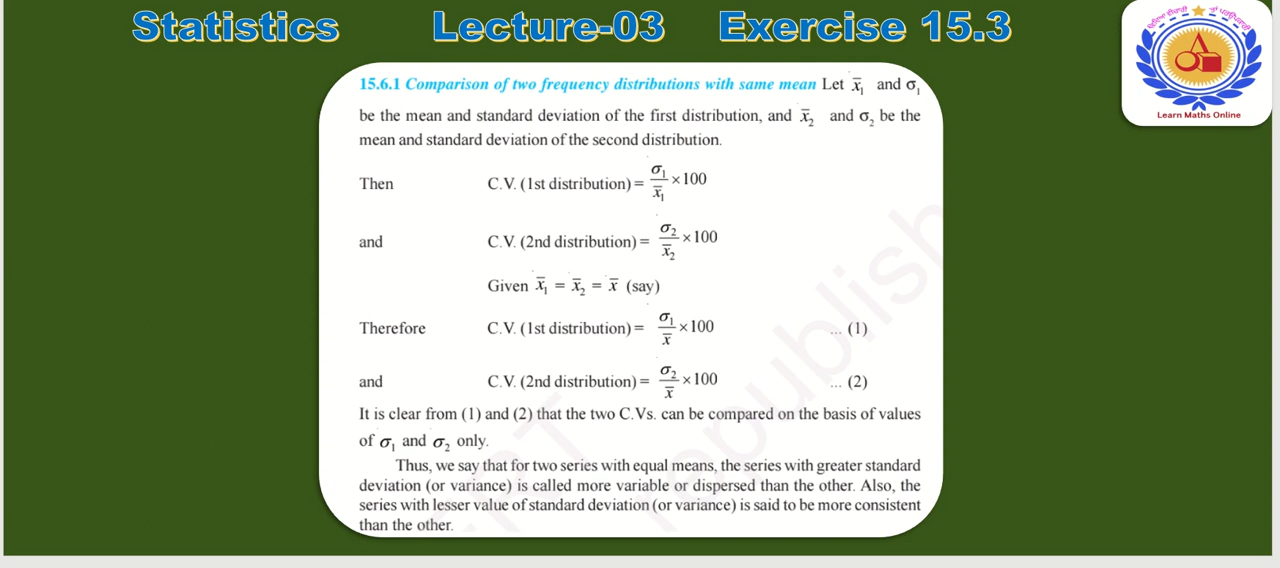 Statistics Lecture-03 Exercise 15.3
ਵਿੱਦਿਆ ਵੀਚਾਰੀ ਤਾਂ ਪਰਉਪਕਾਰੀ
Learn Maths Online
15.6.1 Comparison of two frequency distributions with same mean Let x̄₁ and σ₁
be the mean and standard deviation of the first distribution, and x̄₂ and σ₂ be the
mean and standard deviation of the second distribution.
Then C.V. (1st distribution) = σ₁/x̄₁ × 100
and C.V. (2nd distribution) = σ₂/x̄₂ × 100
Given x̄₁ = x̄₂ = x̄ (say)
Therefore C.V. (1st distribution) = σ₁/x̄ × 100 ... (1)
and C.V. (2nd distribution) = σ₂/x̄ × 100 ... (2)
It is clear from (1) and (2) that the two C.Vs. can be compared on the basis of values
of σ₁ and σ₂ only.
Thus, we say that for two series with equal means, the series with greater standard
deviation (or variance) is called more variable or dispersed than the other. Also, the
series with lesser value of standard deviation (or variance) is said to be more consistent
than the other.
republish